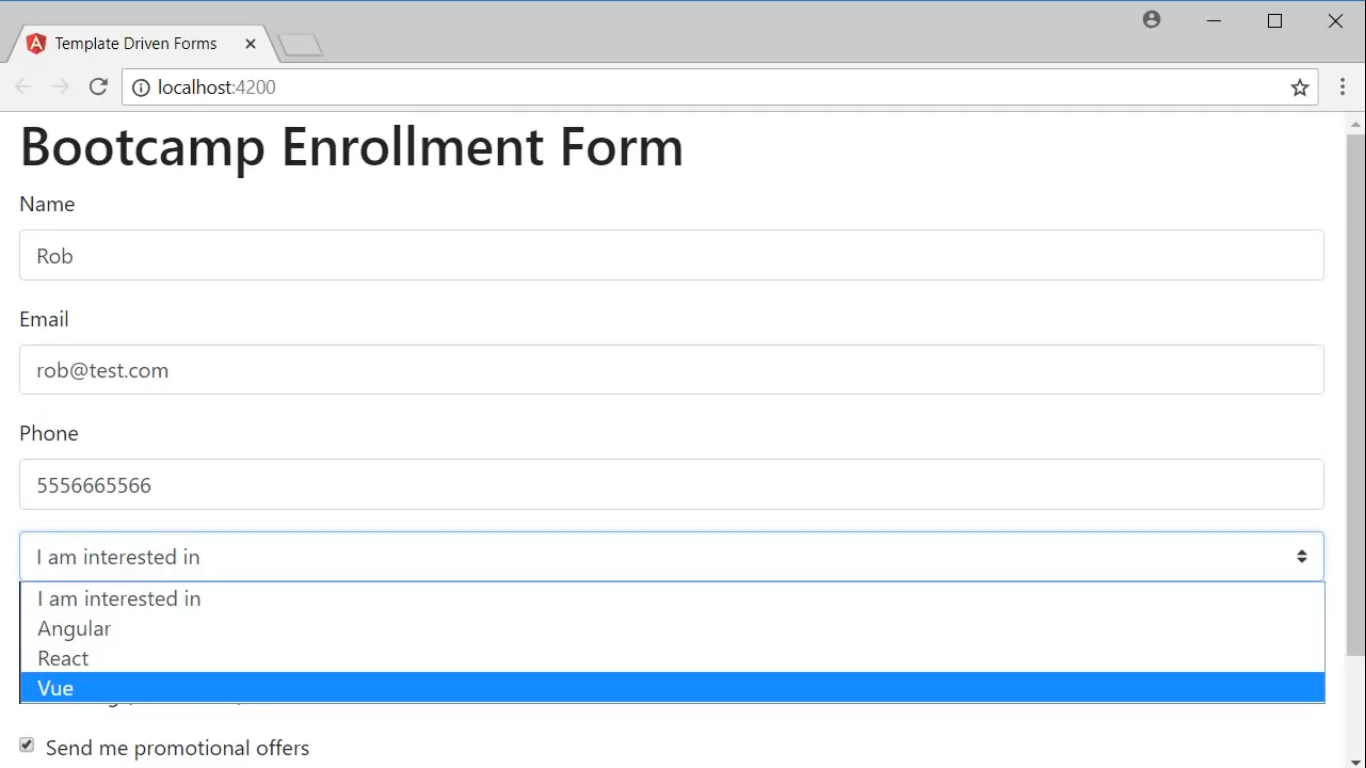 Template Driven Forms
localhost:4200
Bootcamp Enrollment Form
Name
Rob
Email
rob@test.com
Phone
5556665566
I am interested in
I am interested in
Angular
React
Vue
Send me promotional offers